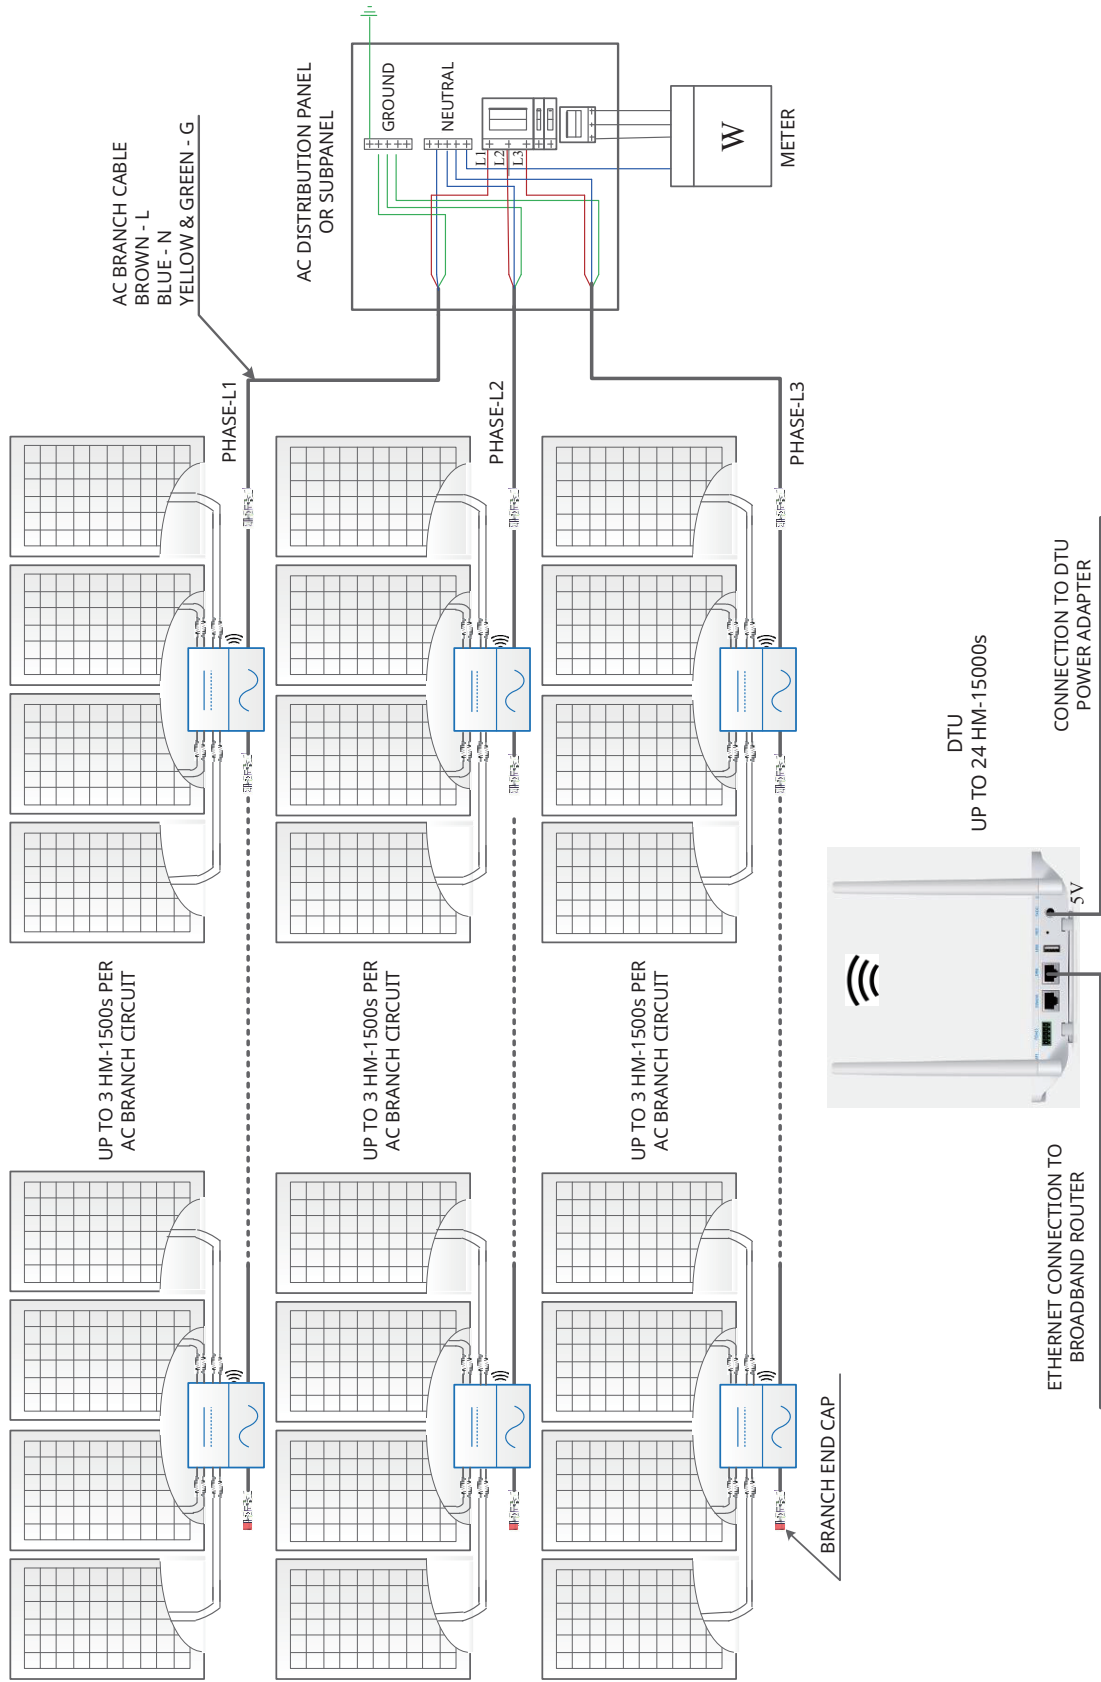 AC BRANCH CABLE
BROWN - L
BLUE - N
YELLOW & GREEN - G
AC DISTRIBUTION PANEL
OR SUBPANEL
GROUND
NEUTRAL
L1
L2
L3
W
METER
PHASE-L1
PHASE-L2
PHASE-L3
UP TO 3 HM-1500s PER
AC BRANCH CIRCUIT
UP TO 3 HM-1500s PER
AC BRANCH CIRCUIT
UP TO 3 HM-1500s PER
AC BRANCH CIRCUIT
BRANCH END CAP
DTU
UP TO 24 HM-15000s
5V
CONNECTION TO DTU
POWER ADAPTER
ETHERNET CONNECTION TO
BROADBAND ROUTER